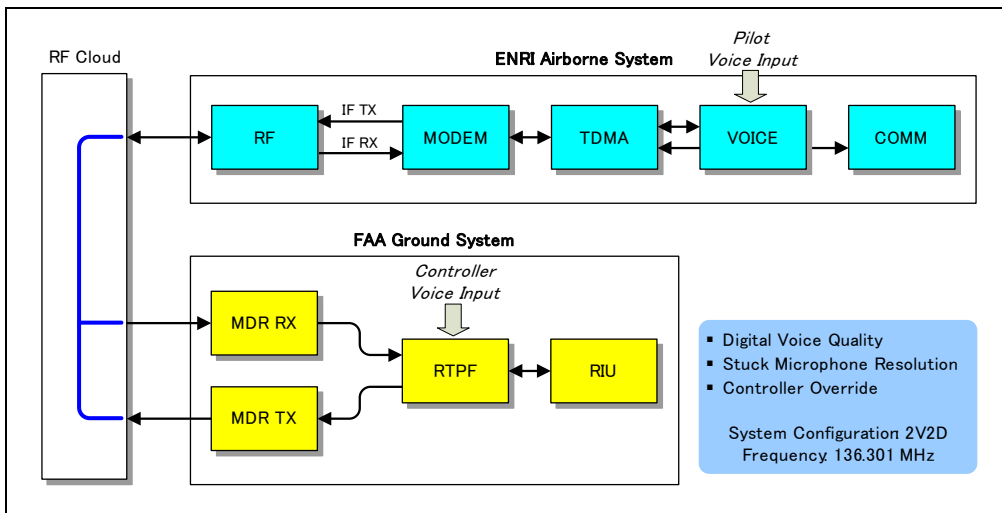 RF Cloud
ENRI Airborne System
Pilot
Voice Input
RF
IF TX
IF RX
MODEM
TDMA
VOICE
COMM
FAA Ground System
Controller
Voice Input
MDR RX
MDR TX
RTPF
RIU
▪ Digital Voice Quality
▪ Stuck Microphone Resolution
▪ Controller Override
System Configuration: 2V2D
Frequency: 136.301 MHz